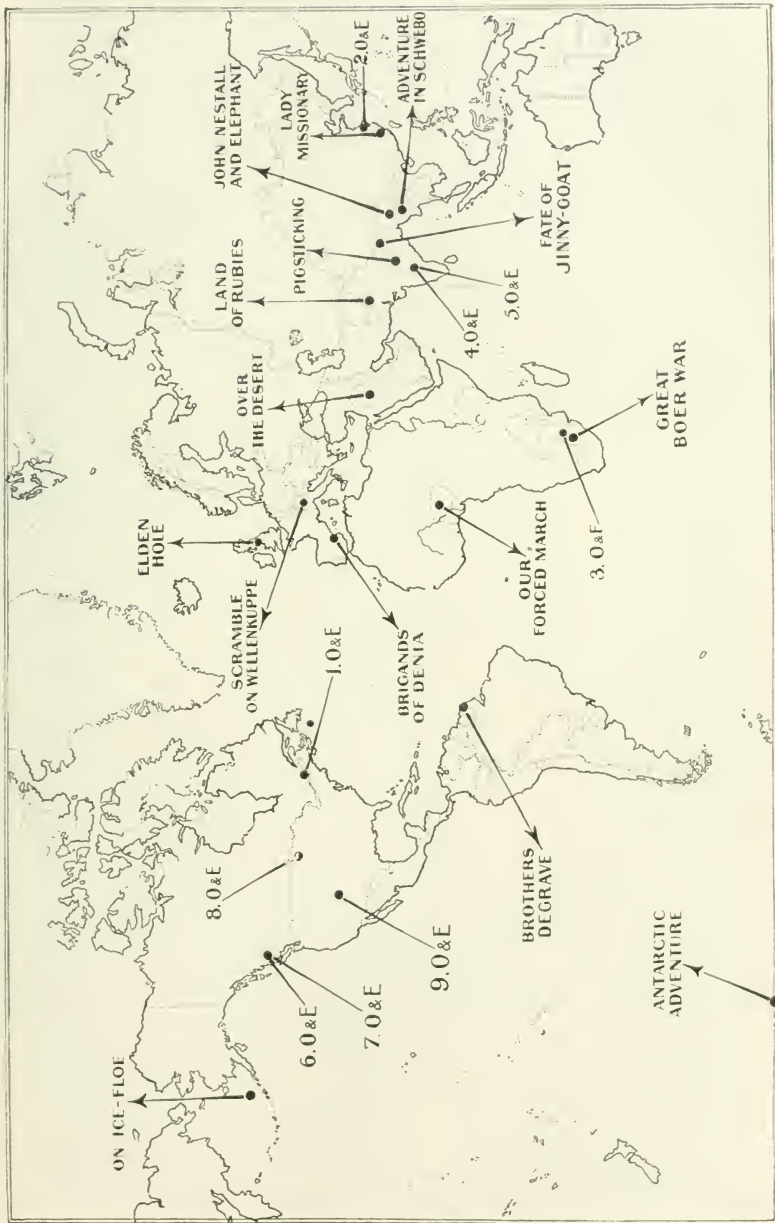 ON ICE-FLOE
6.O&E
7.O&E
8.O&E
9.O&E
1.O&E
BROTHERS
DEGRAVE
ANTARCTIC
ADVENTURE
ELDEN
HOLE
SCRAMBLE
ON WELLENKUPPE
BRIGANDS
OF DENIA
OUR
FORCED MARCH
3.O&E
GREAT
BOER WAR
OVER
THE DESERT
LAND
OF RUBIES
PIGSTICKING
JOHN NESTALL
AND ELEPHANT
LADY
MISSIONARY
2.O&E
ADVENTURE
IN SCHWEBO
4.O&E
5.O&E
FATE OF
JINNY-GOAT